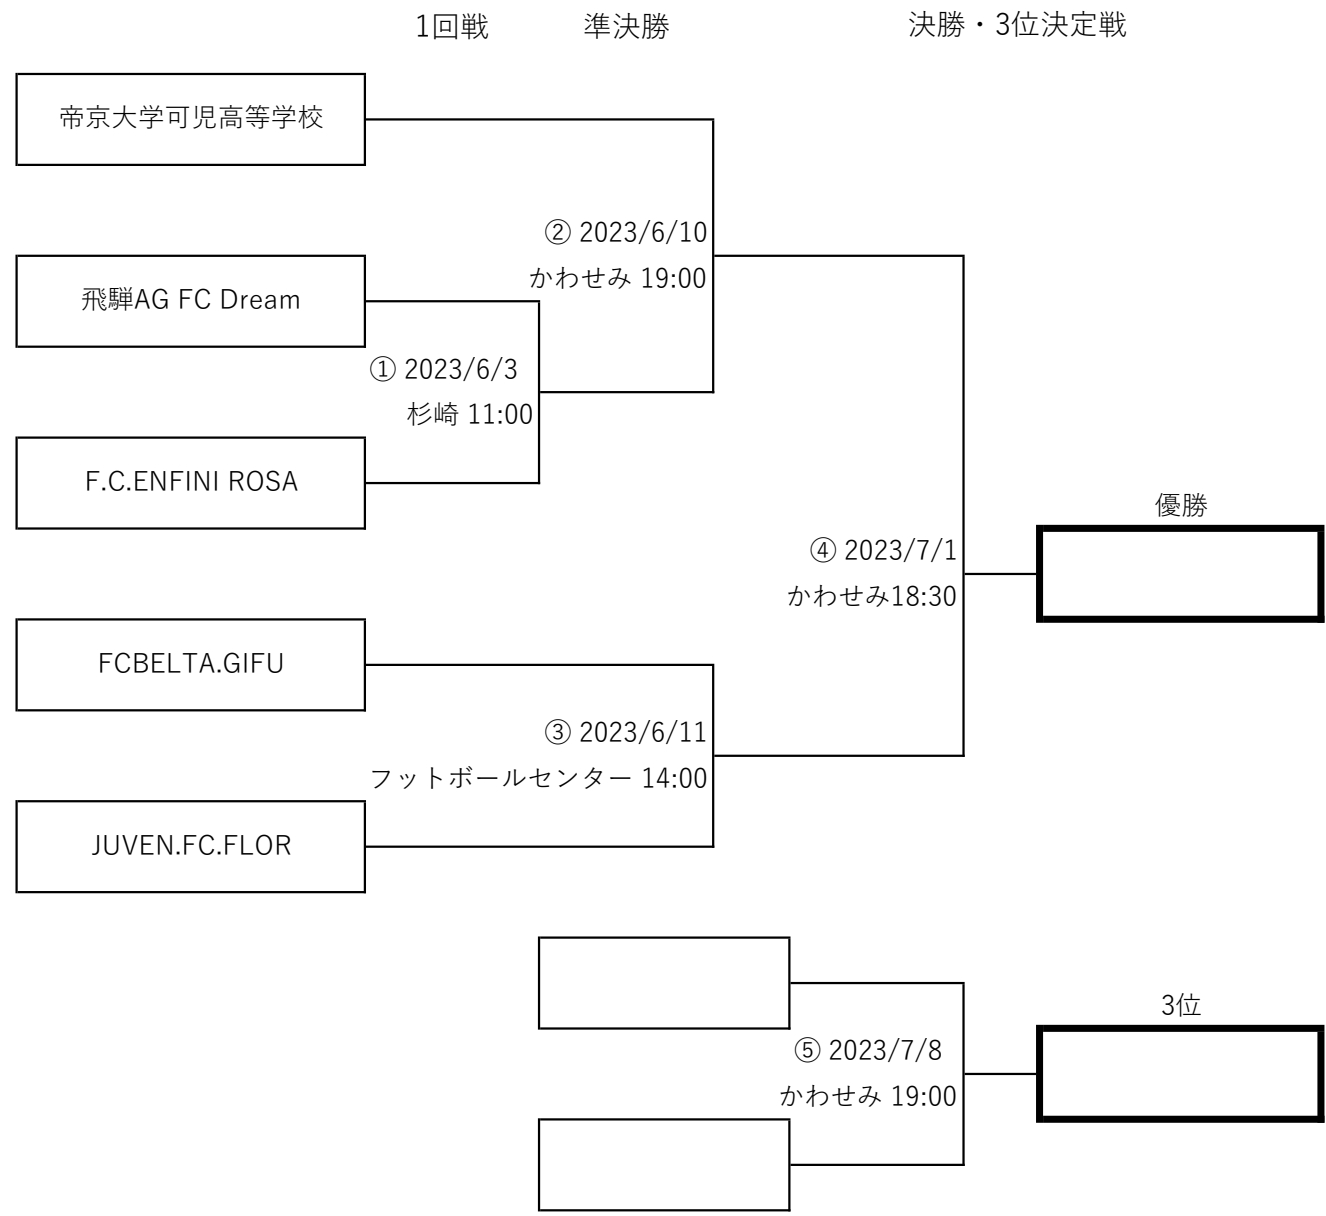 1回戦
準決勝
決勝・3位決定戦
帝京大学可児高等学校
② 2023/6/10
かわせみ 19:00
飛騨AG FC Dream
① 2023/6/3
杉崎 11:00
F.C.ENFINI ROSA
優勝
④ 2023/7/1
かわせみ18:30
FCBELTA.GIFU
③ 2023/6/11
フットボールセンター 14:00
JUVEN.FC.FLOR
3位
⑤ 2023/7/8
かわせみ 19:00